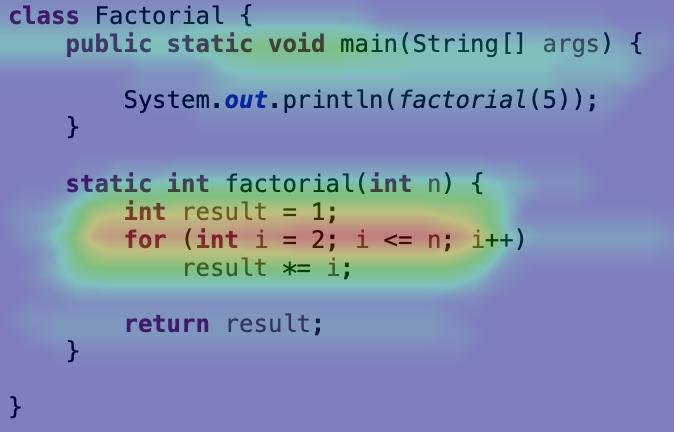 class Factorial {
    public static void main(String[] args) {
        System.out.println(factorial(5));
    }
    static int factorial(int n) {
        int result = 1;
        for (int i = 2; i <= n; i++)
            result *= i;
        return result;
    }
}